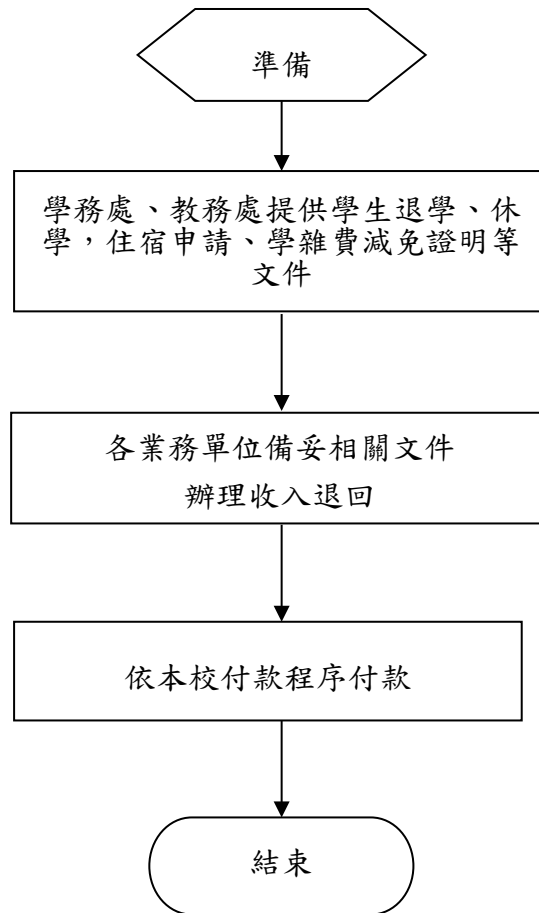 準備
學務處、教務處提供學生退學、休
學，住宿申請、學雜費減免證明等
文件
各業務單位備妥相關文件
辦理收入退回
依本校付款程序付款
結束